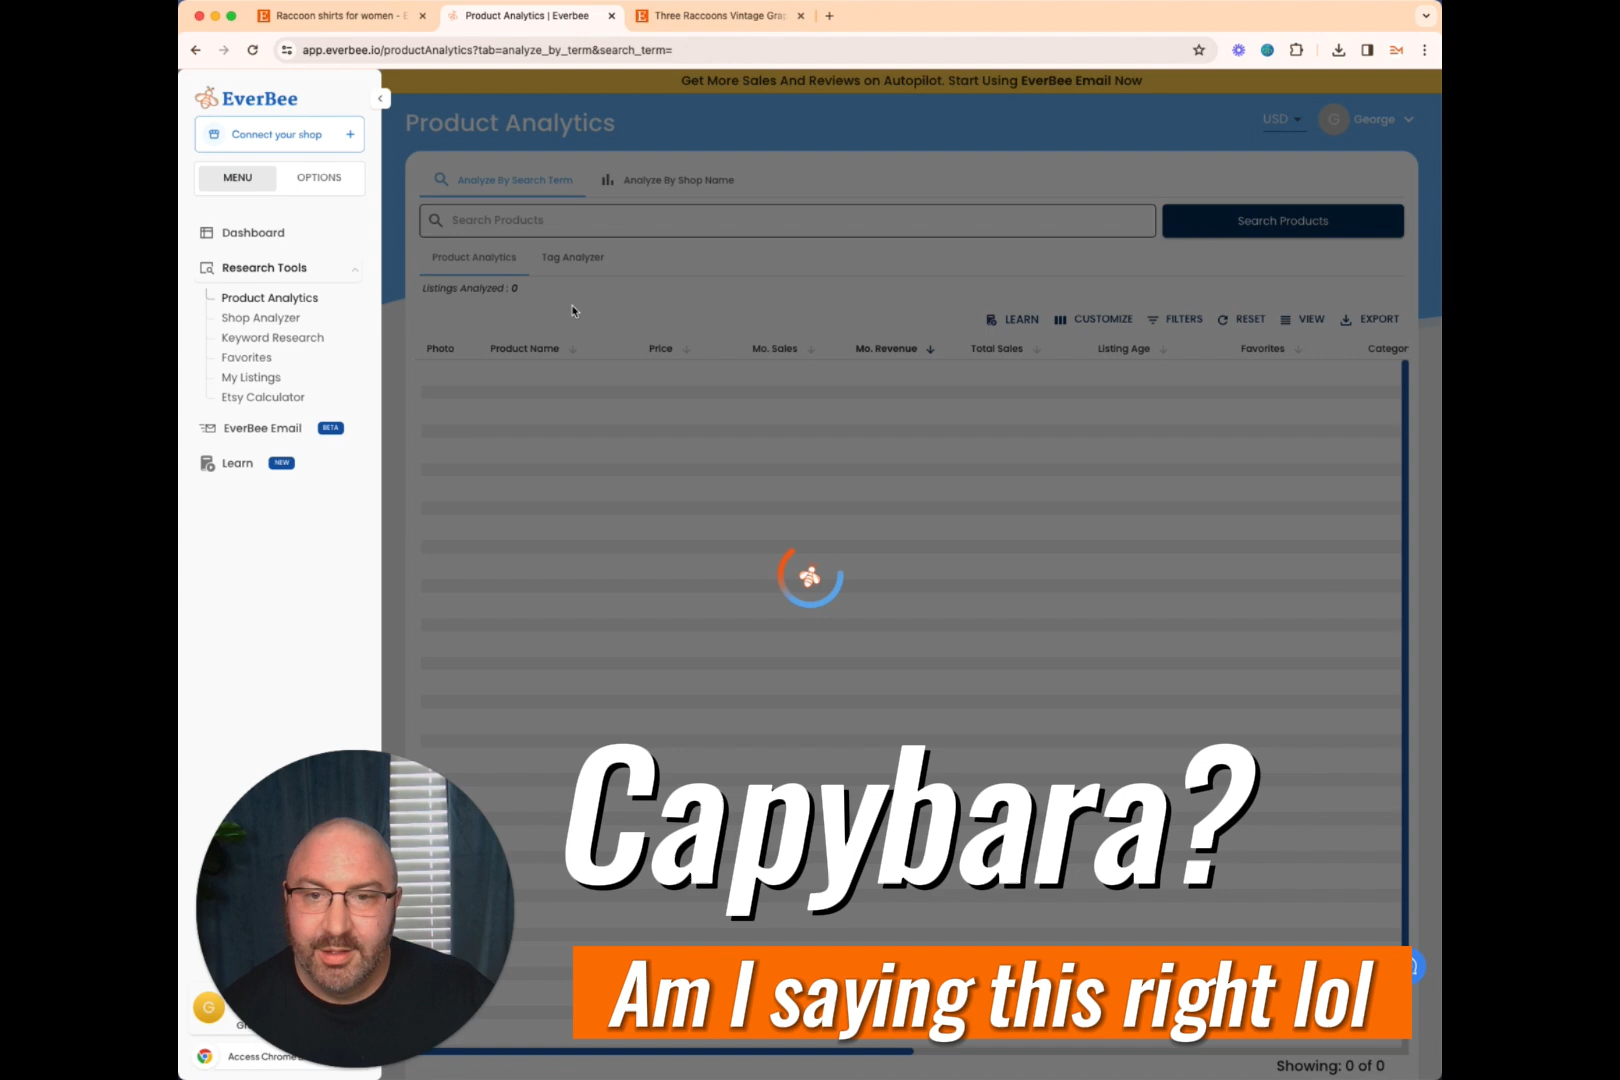 Raccoon shirts for women - E
Product Analytics | Everbee
Three Raccoons Vintage Gra
app.everbee.io/productAnalytics?tab=analyze_by_term&search_term=
Get More Sales And Reviews on Autopilot. Start Using EverBee Email Now
EverBee
Connect your shop +
MENU OPTIONS
Dashboard
Research Tools
Product Analytics
Shop Analyzer
Keyword Research
Favorites
My Listings
Etsy Calculator
EverBee Email BETA
Learn NEW
Product Analytics
USD G George
Analyze By Search Term Analyze By Shop Name
Search Products Search Products
Product Analytics Tag Analyzer
Listings Analyzed : 0
LEARN CUSTOMIZE FILTERS RESET VIEW EXPORT
Photo Product Name Price Mo. Sales Mo. Revenue Total Sales Listing Age Favorites Categor
Capybara?
Am I saying this right lol
G
Access Chrome
Showing: 0 of 0